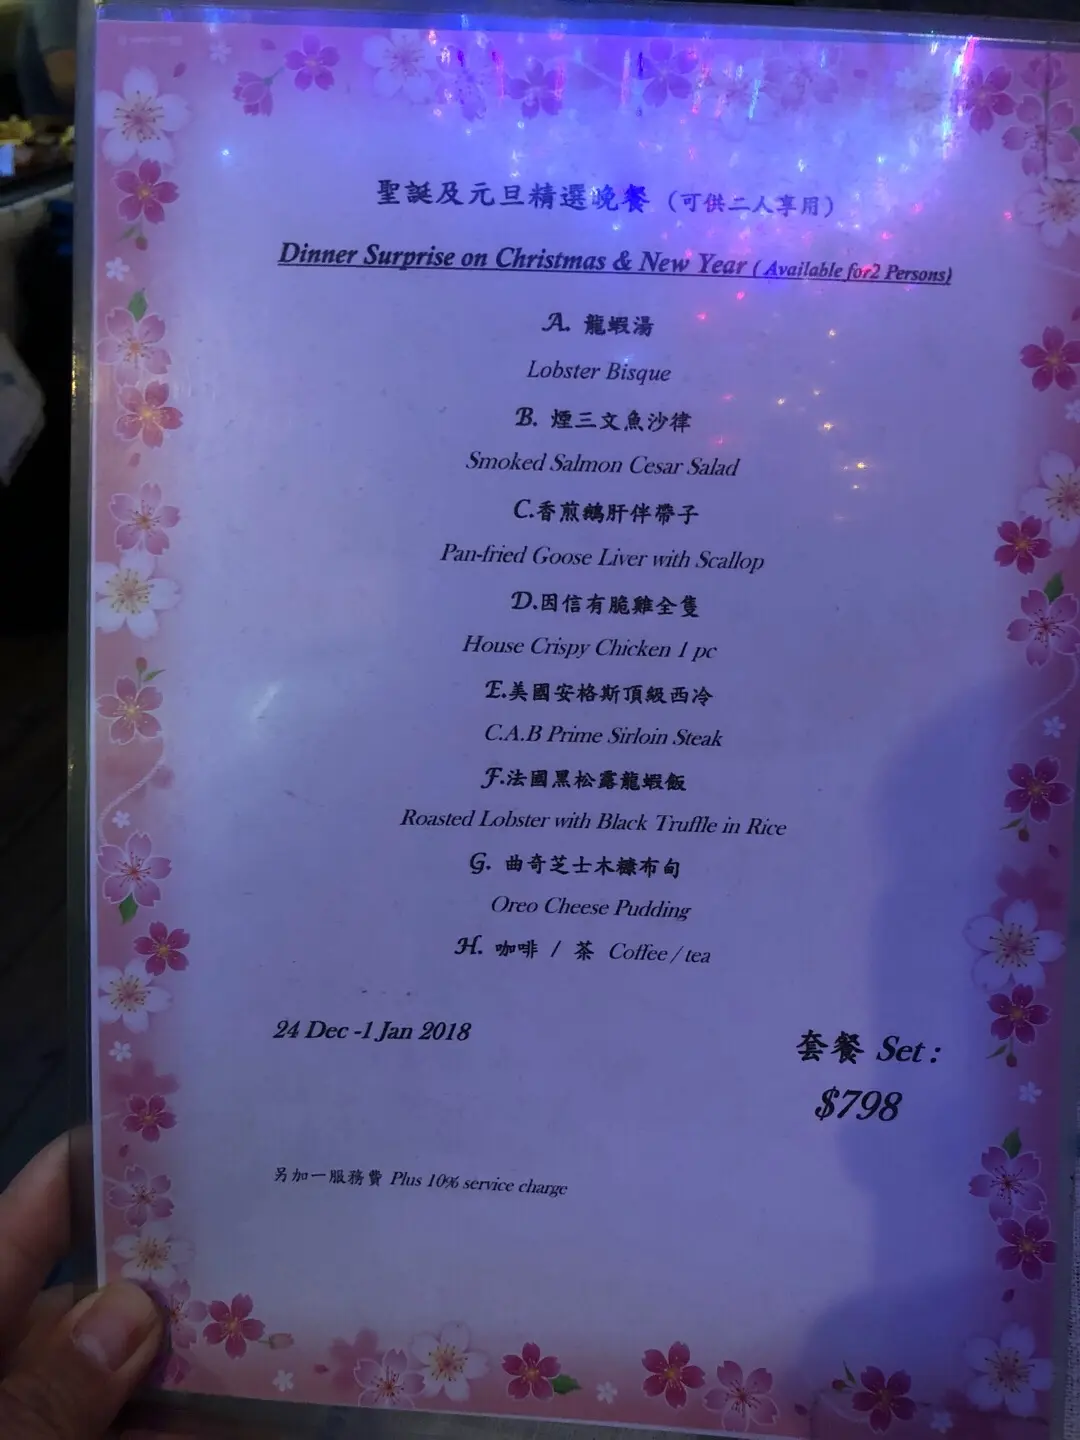 聖誕及元旦精選晚餐 (可供二人享用)
Dinner Surprise on Christmas & New Year ( Available for2 Persons)
A. 龍蝦湯
Lobster Bisque
B. 煙三文魚沙律
Smoked Salmon Cesar Salad
C.香煎鵝肝伴帶子
Pan-fried Goose Liver with Scallop
D.因信有脆雞全隻
House Crispy Chicken 1 pc
E.美國安格斯頂級西冷
C.A.B Prime Sirloin Steak
F.法國黑松露龍蝦飯
Roasted Lobster with Black Truffle in Rice
G. 曲奇芝士木糠布甸
Oreo Cheese Pudding
H. 咖啡 / 茶 Coffee / tea
24 Dec -1 Jan 2018
套餐 Set :
$798
另加一服務費 Plus 10% service charge